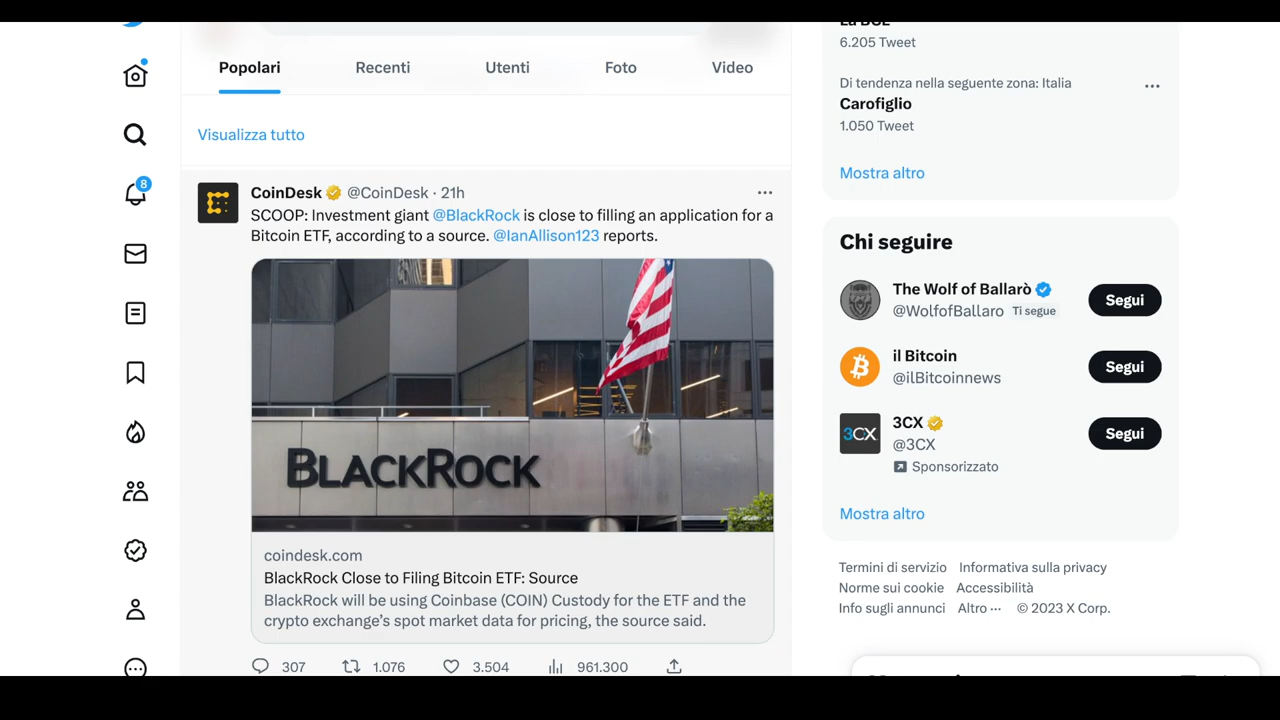 Popolari
Recenti
Utenti
Foto
Video
Visualizza tutto
CoinDesk @CoinDesk · 21h
SCOOP: Investment giant @BlackRock is close to filling an application for a
Bitcoin ETF, according to a source. @IanAllison123 reports.
BLACKROCK
coindesk.com
BlackRock Close to Filing Bitcoin ETF: Source
BlackRock will be using Coinbase (COIN) Custody for the ETF and the
crypto exchange's spot market data for pricing, the source said.
307
1.076
3.504
961.300
8
6.205 Tweet
Di tendenza nella seguente zona: Italia
Carofiglio
1.050 Tweet
Mostra altro
Chi seguire
The Wolf of Ballarò
@WolfofBallaro Ti segue
Segui
il Bitcoin
@ilBitcoinnews
Segui
3CX
3CX
@3CX
Sponsorizzato
Segui
Mostra altro
Termini di servizio Informativa sulla privacy
Norme sui cookie Accessibilità
Info sugli annunci Altro ··· © 2023 X Corp.